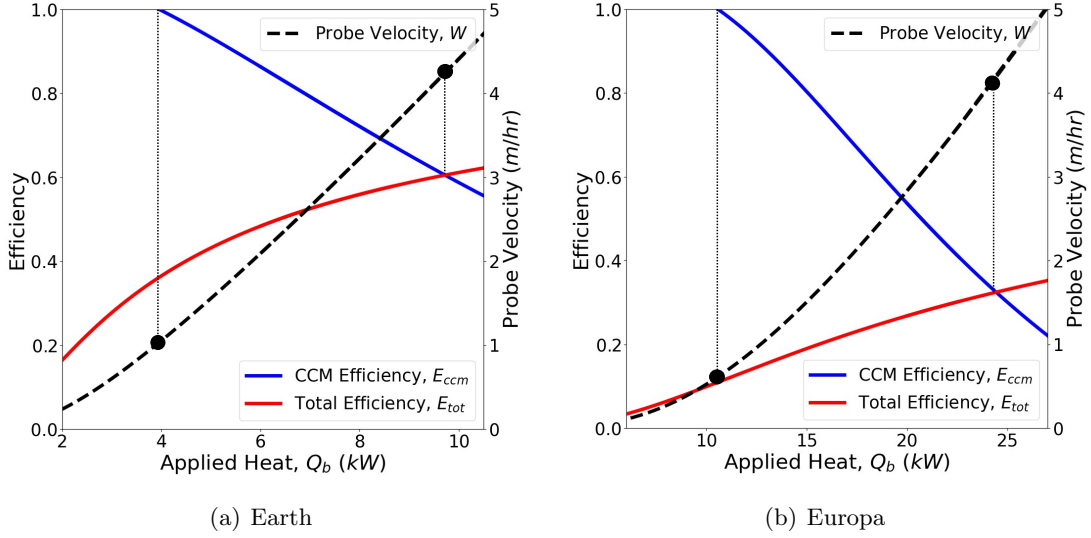 1.0
0.8
0.6
0.4
0.2
0.0
Efficiency
2
4
6
8
10
Applied Heat, Q_b (kW)
5
4
3
2
1
0
Probe Velocity (m/hr)
Probe Velocity, W
CCM Efficiency, E_ccm
Total Efficiency, E_tot
(a) Earth
1.0
0.8
0.6
0.4
0.2
0.0
Efficiency
10
15
20
25
Applied Heat, Q_b (kW)
5
4
3
2
1
0
Probe Velocity (m/hr)
Probe Velocity, W
CCM Efficiency, E_ccm
Total Efficiency, E_tot
(b) Europa